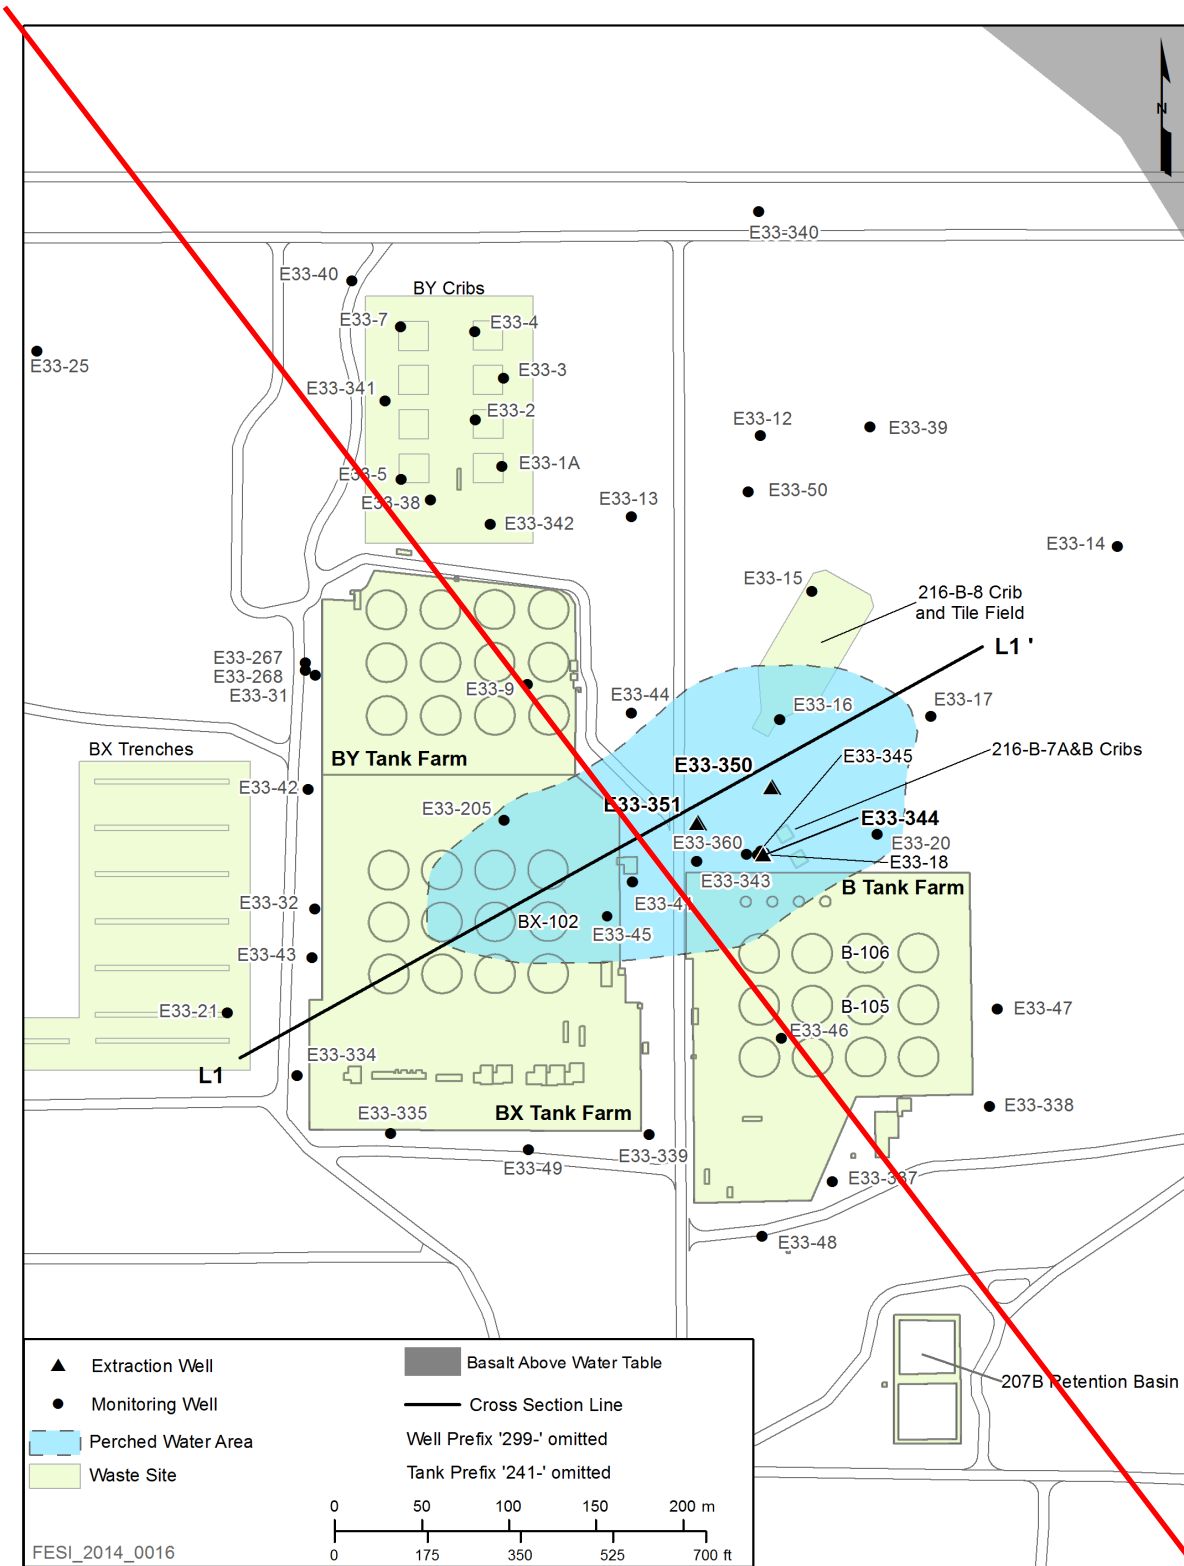 N
E33-340
E33-40
BY Cribs
E33-7
E33-4
E33-25
E33-3
E33-341
E33-2
E33-12
E33-39
E33-5
E33-1A
E33-38
E33-50
E33-13
E33-342
E33-14
E33-15
216-B-8 Crib
and Tile Field
L1 '
E33-267
E33-268
E33-31
E33-9
E33-44
E33-16
E33-17
BX Trenches
BY Tank Farm
E33-350
E33-345
216-B-7A&B Cribs
E33-42
E33-205
E33-351
E33-344
E33-360
E33-20
E33-18
E33-343
B Tank Farm
E33-32
E33-41
BX-102
E33-45
E33-43
B-106
E33-21
B-105
E33-47
E33-46
E33-334
L1
E33-335
BX Tank Farm
E33-338
E33-339
E33-49
E33-337
E33-48
207B Retention Basin
Extraction Well
Basalt Above Water Table
Monitoring Well
Cross Section Line
Perched Water Area
Well Prefix '299-' omitted
Waste Site
Tank Prefix '241-' omitted
0 50 100 150 200 m
0 175 350 525 700 ft
FESI_2014_0016